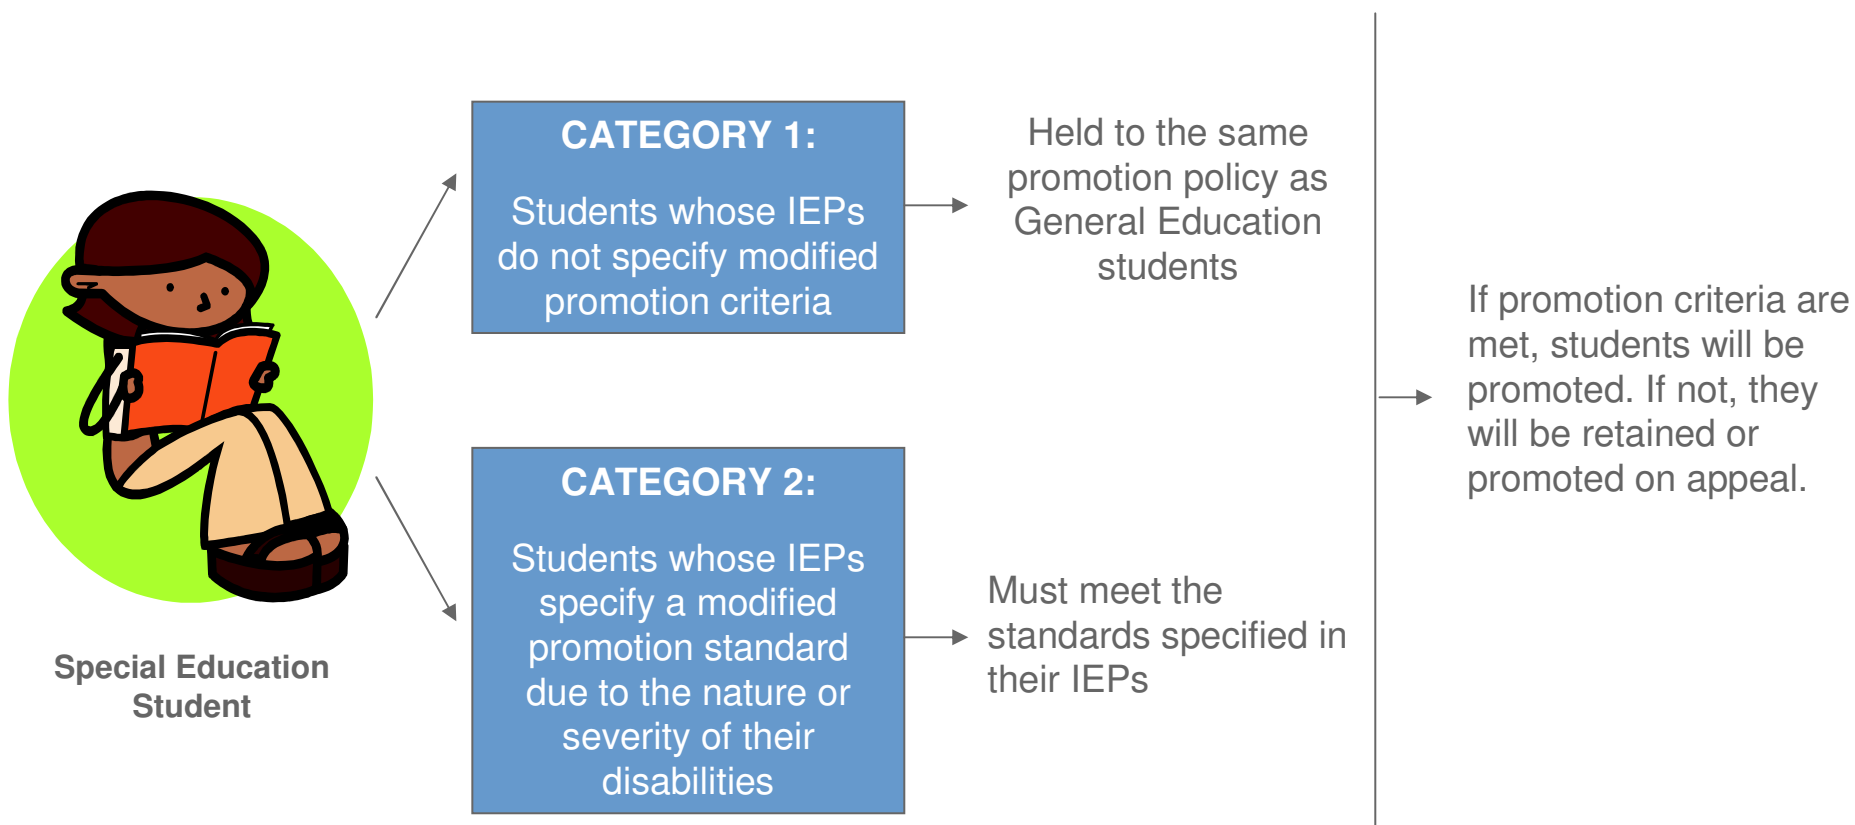 Special Education
Student
CATEGORY 1:
Students whose IEPs
do not specify modified
promotion criteria
Held to the same
promotion policy as
General Education
students
CATEGORY 2:
Students whose IEPs
specify a modified
promotion standard
due to the nature or
severity of their
disabilities
Must meet the
standards specified in
their IEPs
If promotion criteria are
met, students will be
promoted. If not, they
will be retained or
promoted on appeal.